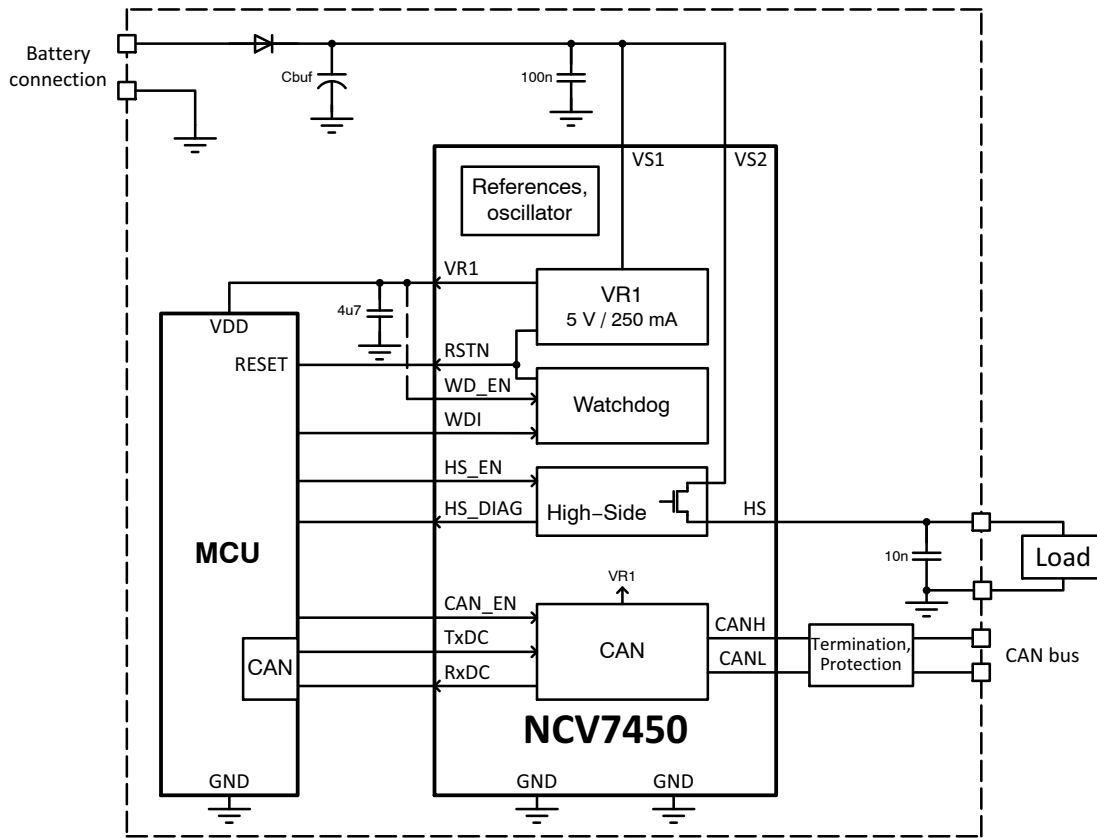 Battery
connection
Cbuf
100n
VS1
VS2
References,
oscillator
VR1
VR1
5 V / 250 mA
4u7
VDD
RESET
RSTN
WD_EN
Watchdog
WDI
HS_EN
High−Side
HS
HS_DIAG
MCU
10n
Load
VR1
CAN_EN
CAN
CANH
Termination,
Protection
CAN bus
TxDC
CANL
CAN
RxDC
NCV7450
GND
GND
GND